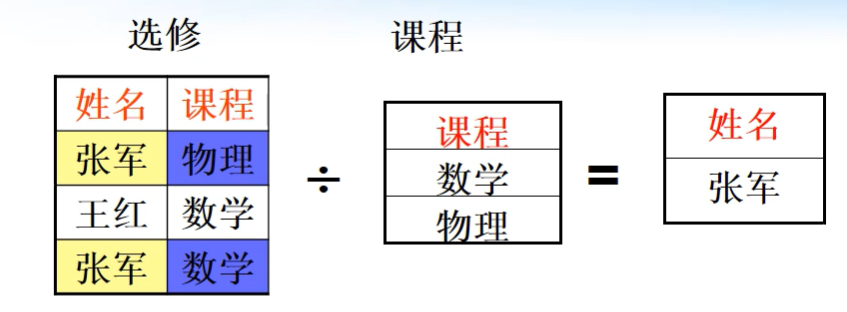 选修 课程
姓名 课程
张军 物理
王红 数学
张军 数学
÷
课程
数学
物理
=
姓名
张军